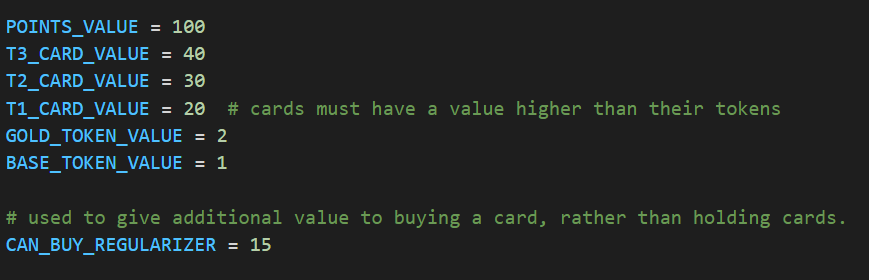 POINTS_VALUE = 100
T3_CARD_VALUE = 40
T2_CARD_VALUE = 30
T1_CARD_VALUE = 20  # cards must have a value higher than their tokens
GOLD_TOKEN_VALUE = 2
BASE_TOKEN_VALUE = 1
# used to give additional value to buying a card, rather than holding cards.
CAN_BUY_REGULARIZER = 15